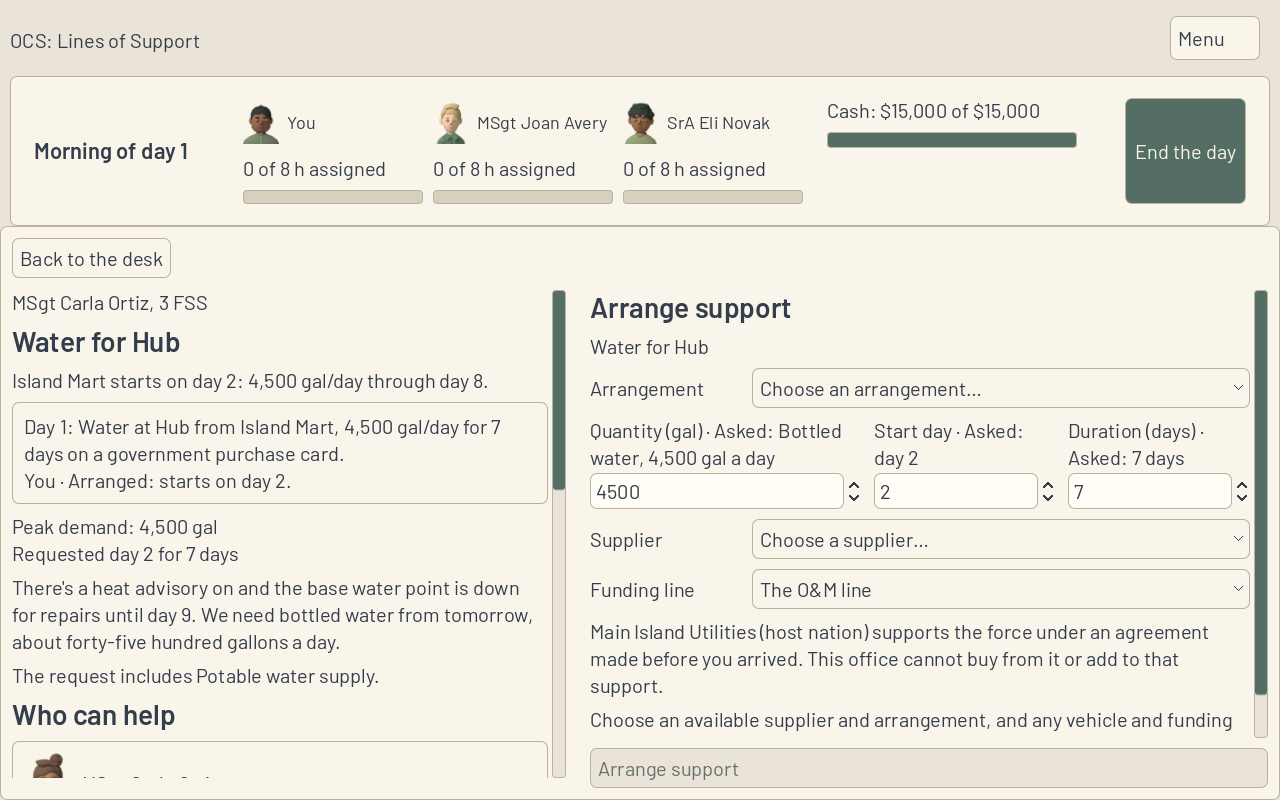 OCS: Lines of Support
Menu
Morning of day 1
You
0 of 8 h assigned
MSgt Joan Avery
0 of 8 h assigned
SrA Eli Novak
0 of 8 h assigned
Cash: $15,000 of $15,000
End the day
Back to the desk
MSgt Carla Ortiz, 3 FSS
Water for Hub
Island Mart starts on day 2: 4,500 gal/day through day 8.
Day 1: Water at Hub from Island Mart, 4,500 gal/day for 7
days on a government purchase card.
You · Arranged: starts on day 2.
Peak demand: 4,500 gal
Requested day 2 for 7 days
There's a heat advisory on and the base water point is down
for repairs until day 9. We need bottled water from tomorrow,
about forty-five hundred gallons a day.
The request includes Potable water supply.
Who can help
Arrange support
Water for Hub
Arrangement
Choose an arrangement…
Quantity (gal) · Asked: Bottled
water, 4,500 gal a day
4500
Start day · Asked:
day 2
2
Duration (days) ·
Asked: 7 days
7
Supplier
Choose a supplier…
Funding line
The O&M line
Main Island Utilities (host nation) supports the force under an agreement
made before you arrived. This office cannot buy from it or add to that
support.
Choose an available supplier and arrangement, and any vehicle and funding
Arrange support